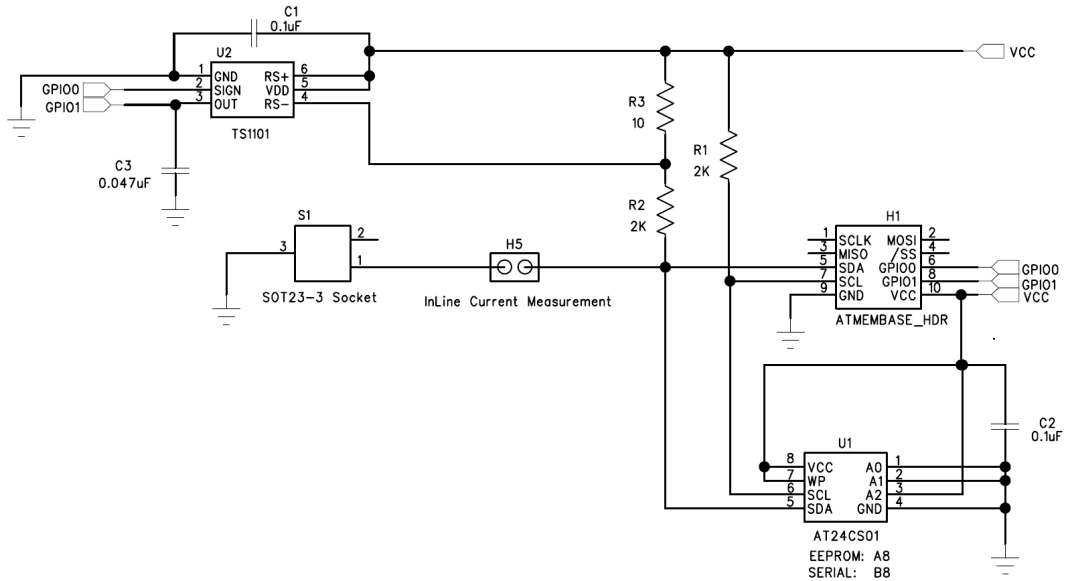 C1
0.1uF
U2
1 GND RS+ 6
2 SIGN VDD 5
3 OUT RS- 4
TS1101
GPIO0
GPIO1
VCC
R3
10
R1
2K
C3
0.047uF
R2
2K
S1
2
3
1
SOT23-3 Socket
H5
InLine Current Measurement
H1
1 SCLK MOSI 2
3 MISO /SS 4
5 SDA GPIO0 6
7 SCL GPIO1 8
9 GND VCC 10
ATMEMBASE_HDR
GPIO0
GPIO1
VCC
C2
0.1uF
U1
8 VCC A0 1
7 WP A1 2
6 SCL A2 3
5 SDA GND 4
AT24CS01
EEPROM: A8
SERIAL: B8